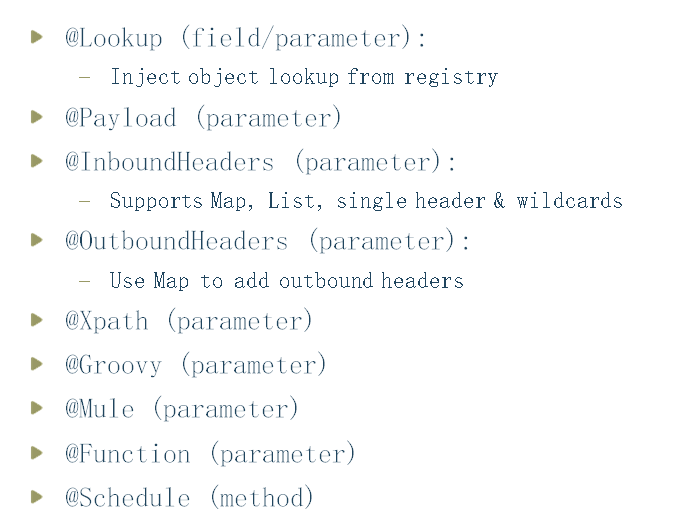 @Lookup (field/parameter):
– Inject object lookup from registry
@Payload (parameter)
@InboundHeaders (parameter):
– Supports Map, List, single header & wildcards
@OutboundHeaders (parameter):
– Use Map to add outbound headers
@Xpath (parameter)
@Groovy (parameter)
@Mule (parameter)
@Function (parameter)
@Schedule (method)